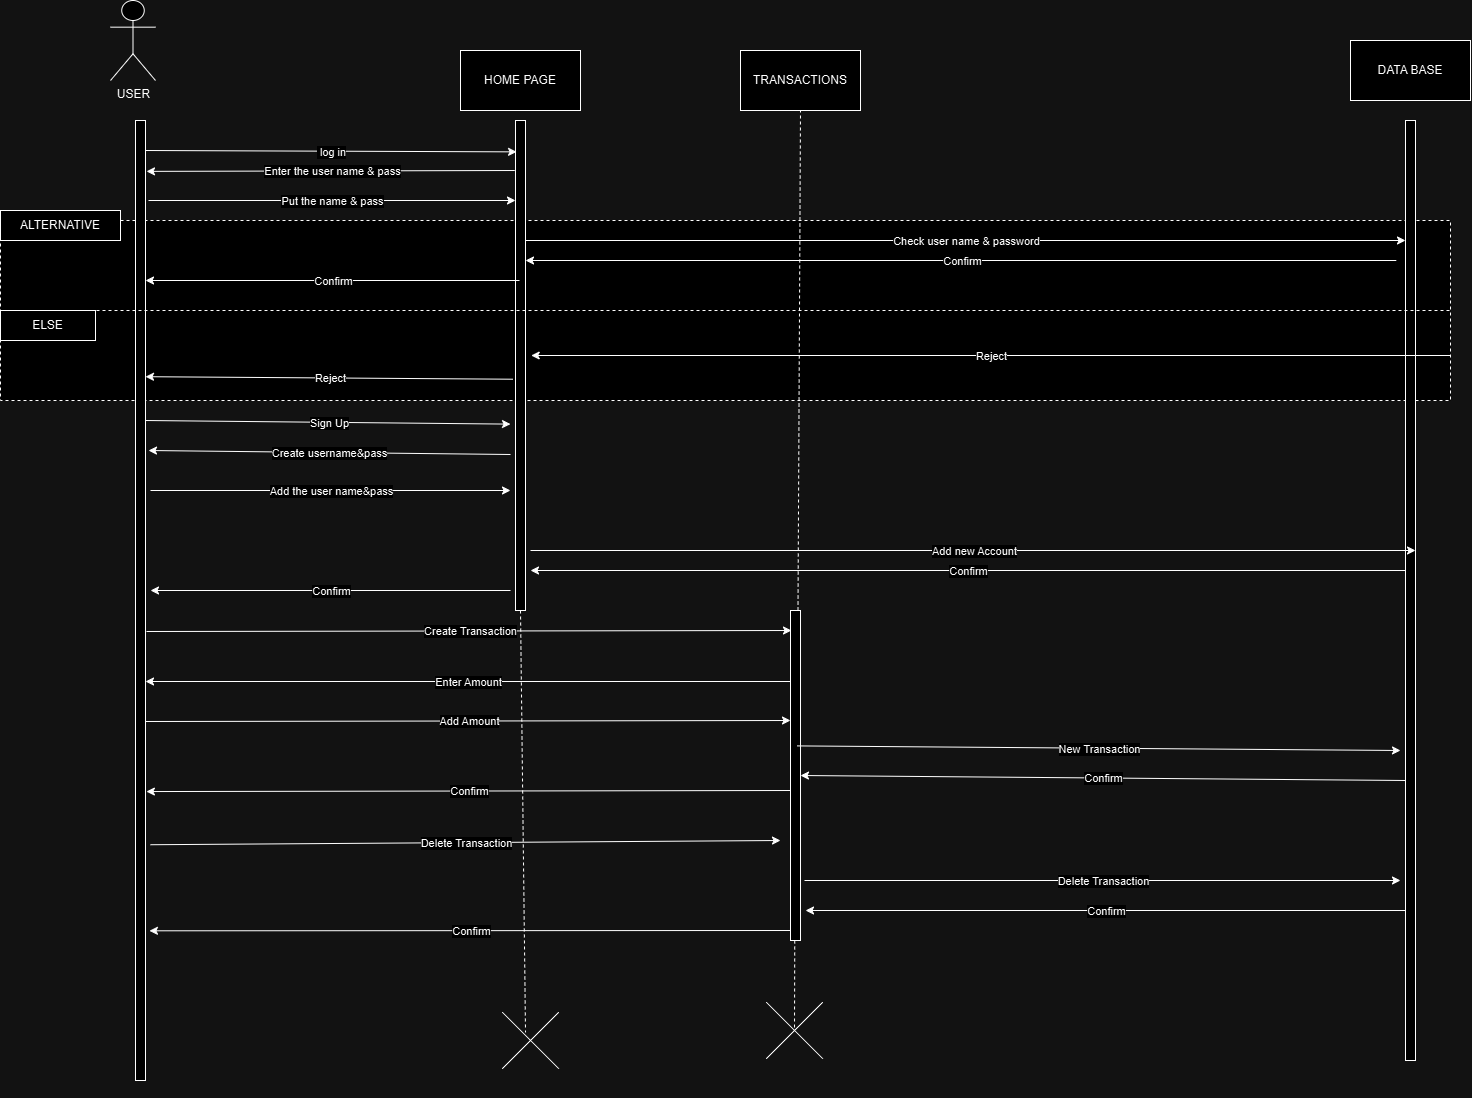 USER
HOME PAGE
TRANSACTIONS
DATA BASE
log in
Enter the user name & pass
Put the name & pass
ALTERNATIVE
Check user name & password
Confirm
Confirm
ELSE
Reject
Reject
Sign Up
Create username&pass
Add the user name&pass
Add new Account
Confirm
Confirm
Create Transaction
Enter Amount
Add Amount
New Transaction
Confirm
Confirm
Delete Transaction
Delete Transaction
Confirm
Confirm